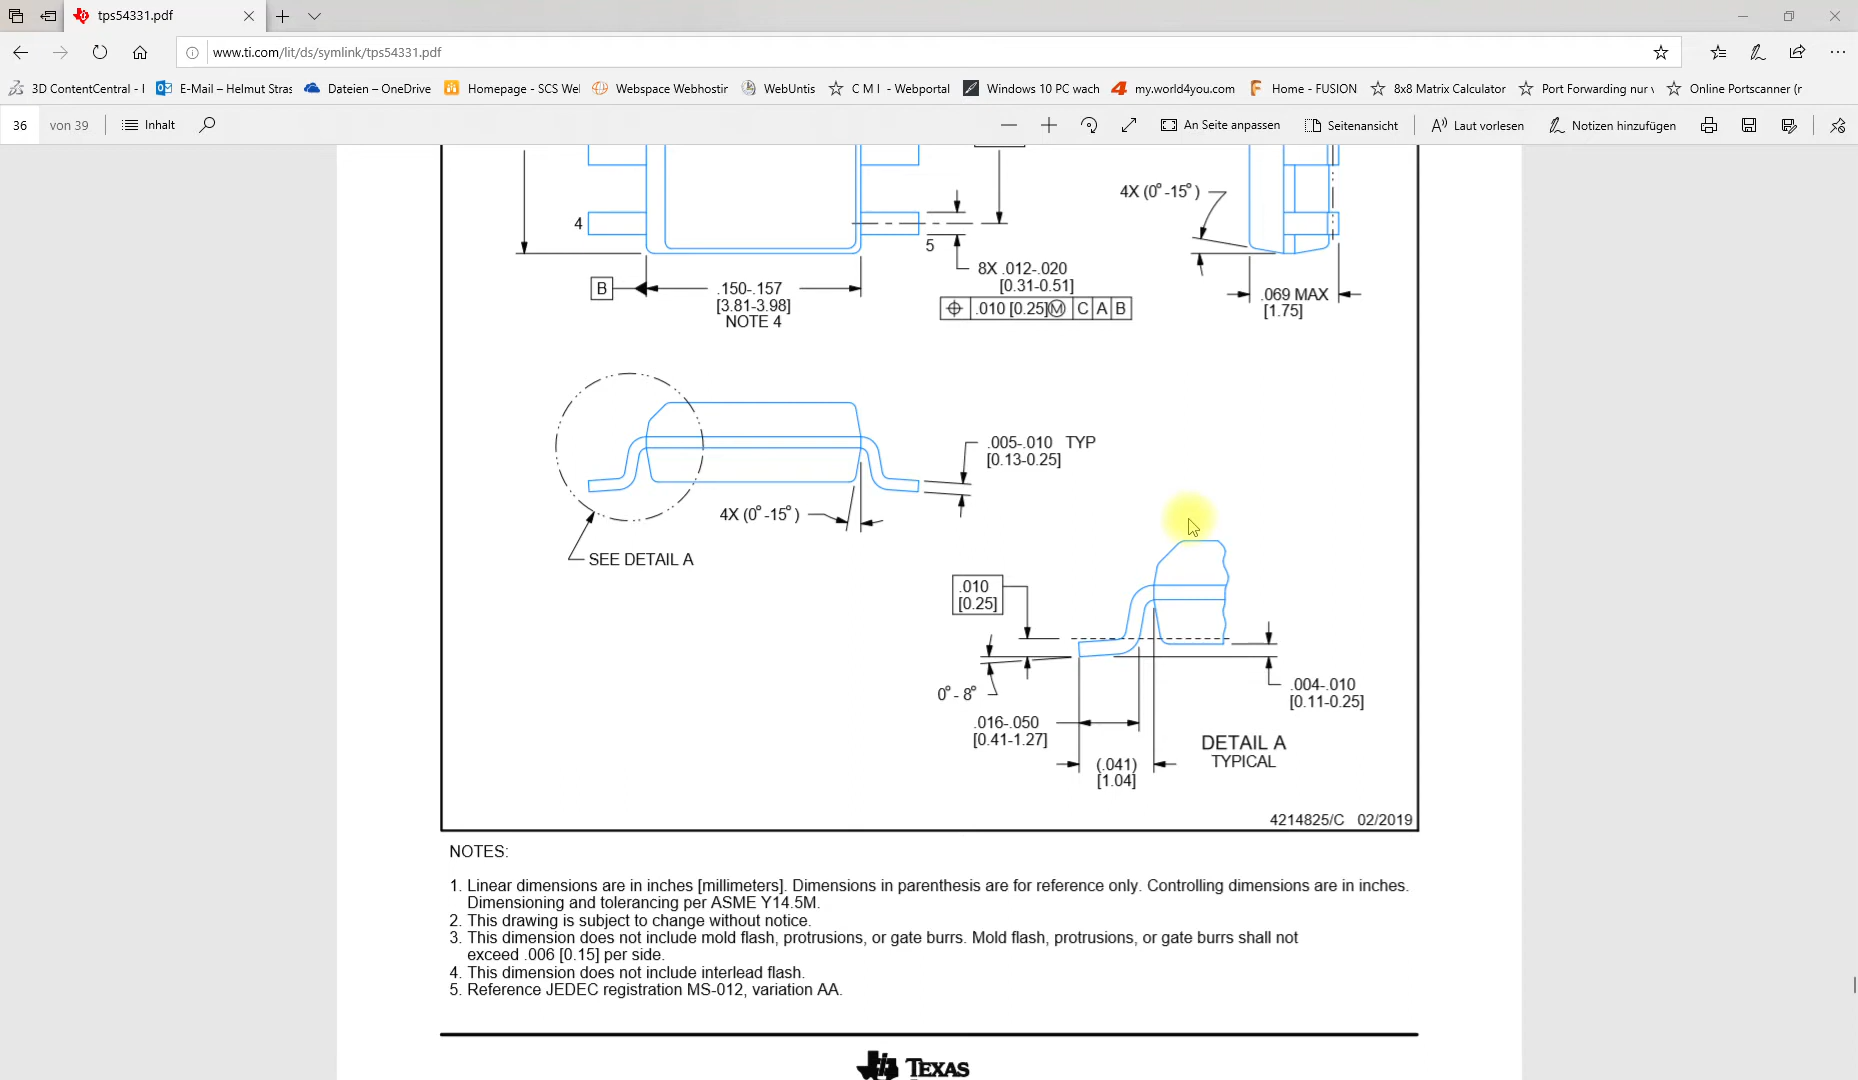 tps54331.pdf
www.ti.com/lit/ds/symlink/tps54331.pdf
3D ContentCentral - I
E-Mail – Helmut Stras
Dateien – OneDrive
Homepage - SCS Wel
Webspace Webhostir
WebUntis
C M I - Webportal
Windows 10 PC wach
my.world4you.com
Home - FUSION
8x8 Matrix Calculator
Port Forwarding nur v
Online Portscanner (r
36 von 39
Inhalt
An Seite anpassen
Seitenansicht
Laut vorlesen
Notizen hinzufügen
4X (0°-15°)
4
5
8X .012-.020
[0.31-0.51]
B
.150-.157
[3.81-3.98]
NOTE 4
.010 [0.25]Ⓜ C A B
.069 MAX
[1.75]
.005-.010 TYP
[0.13-0.25]
4X (0°-15°)
SEE DETAIL A
.010
[0.25]
0°- 8°
.004-.010
[0.11-0.25]
.016-.050
[0.41-1.27]
DETAIL A
TYPICAL
(.041)
[1.04]
4214825/C 02/2019
NOTES:
1. Linear dimensions are in inches [millimeters]. Dimensions in parenthesis are for reference only. Controlling dimensions are in inches.
Dimensioning and tolerancing per ASME Y14.5M.
2. This drawing is subject to change without notice.
3. This dimension does not include mold flash, protrusions, or gate burrs. Mold flash, protrusions, or gate burrs shall not
exceed .006 [0.15] per side.
4. This dimension does not include interlead flash.
5. Reference JEDEC registration MS-012, variation AA.
TEXAS